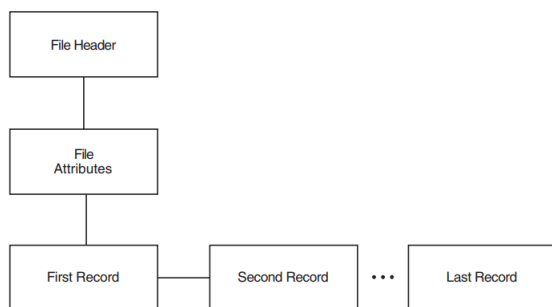 File Header
File
Attributes
First Record
Second Record
•••
Last Record